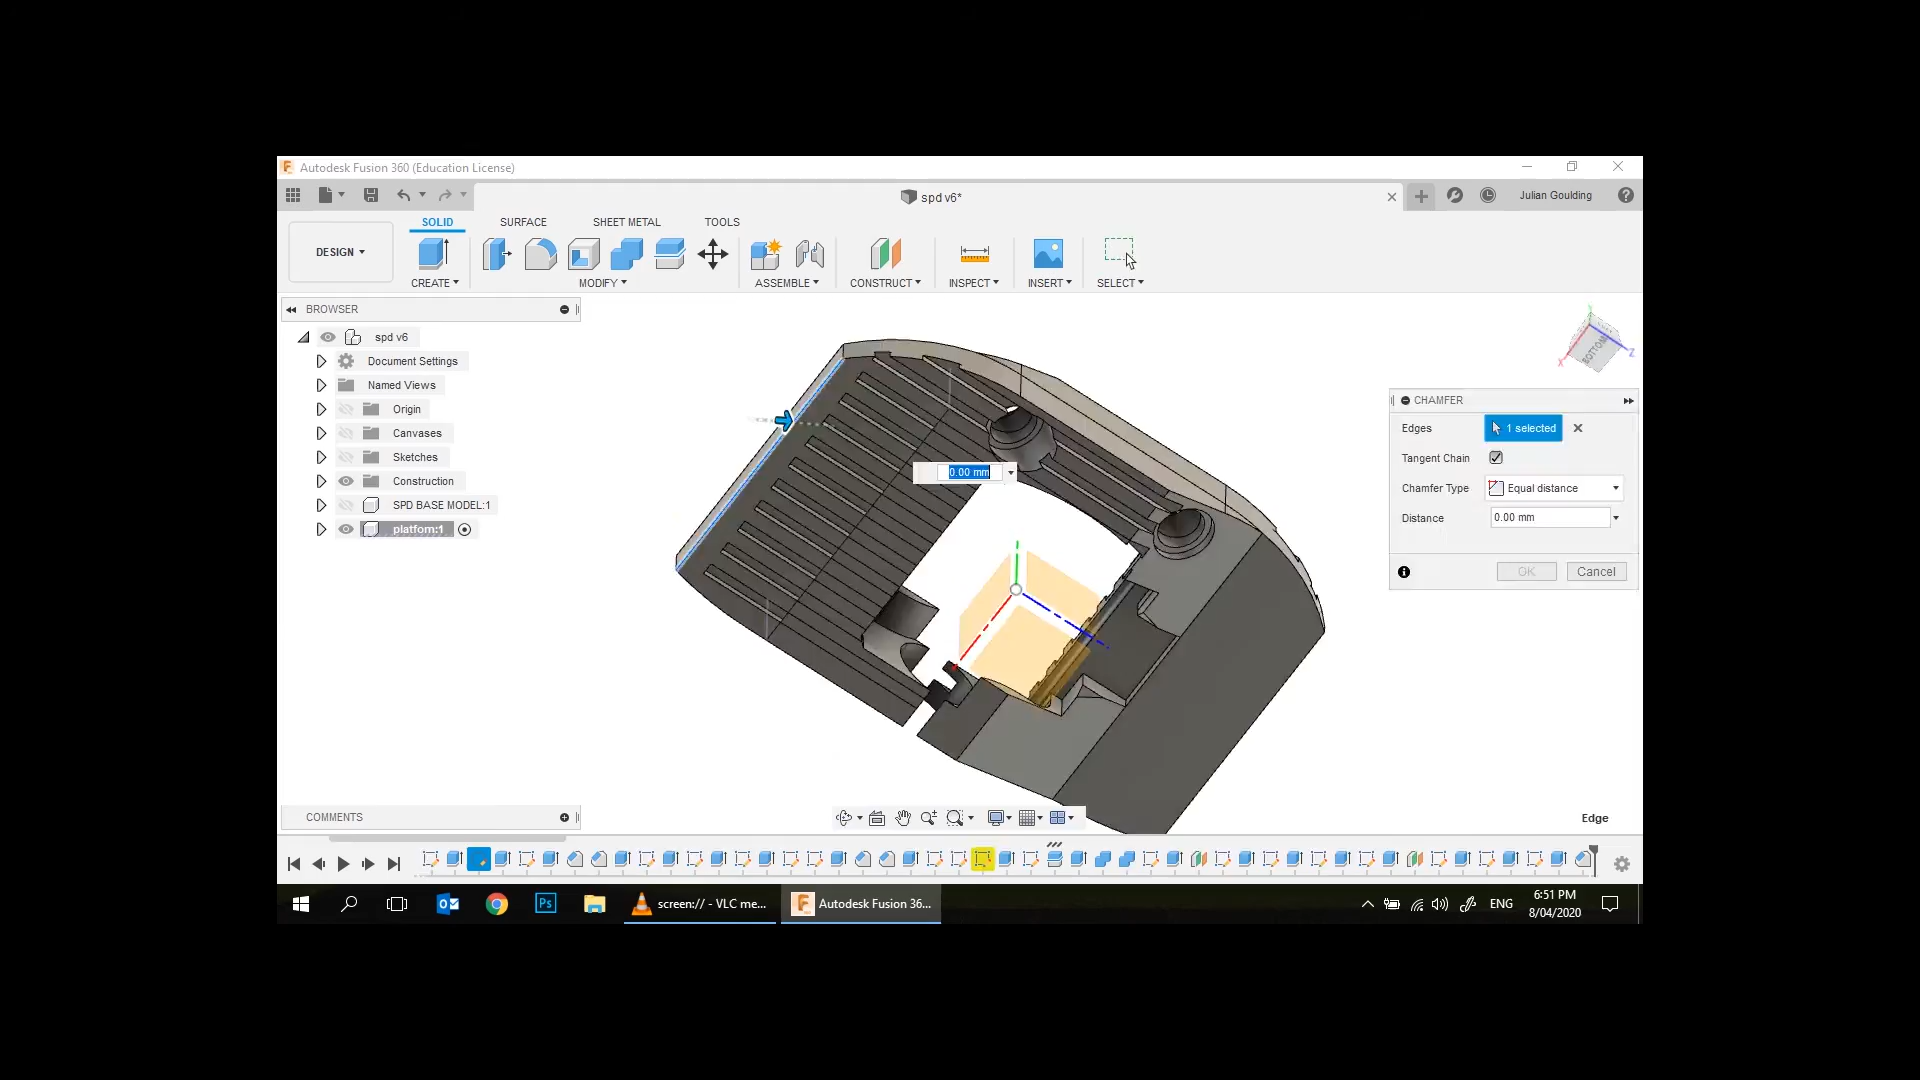 Autodesk Fusion 360 (Education License)
spd v6*
Julian Goulding
SOLID
SURFACE
SHEET METAL
TOOLS
DESIGN
CREATE
MODIFY
ASSEMBLE
CONSTRUCT
INSPECT
INSERT
SELECT
BROWSER
spd v6
Document Settings
Named Views
Origin
Canvases
Sketches
Construction
SPD BASE MODEL:1
platfom:1
0.00 mm
Y
X
Z
BOTTOM
CHAMFER
Edges
1 selected
Tangent Chain
Chamfer Type
Equal distance
Distance
0.00 mm
OK
Cancel
COMMENTS
Edge
Ps
screen:// - VLC me...
Autodesk Fusion 36...
ENG
6:51 PM
8/04/2020